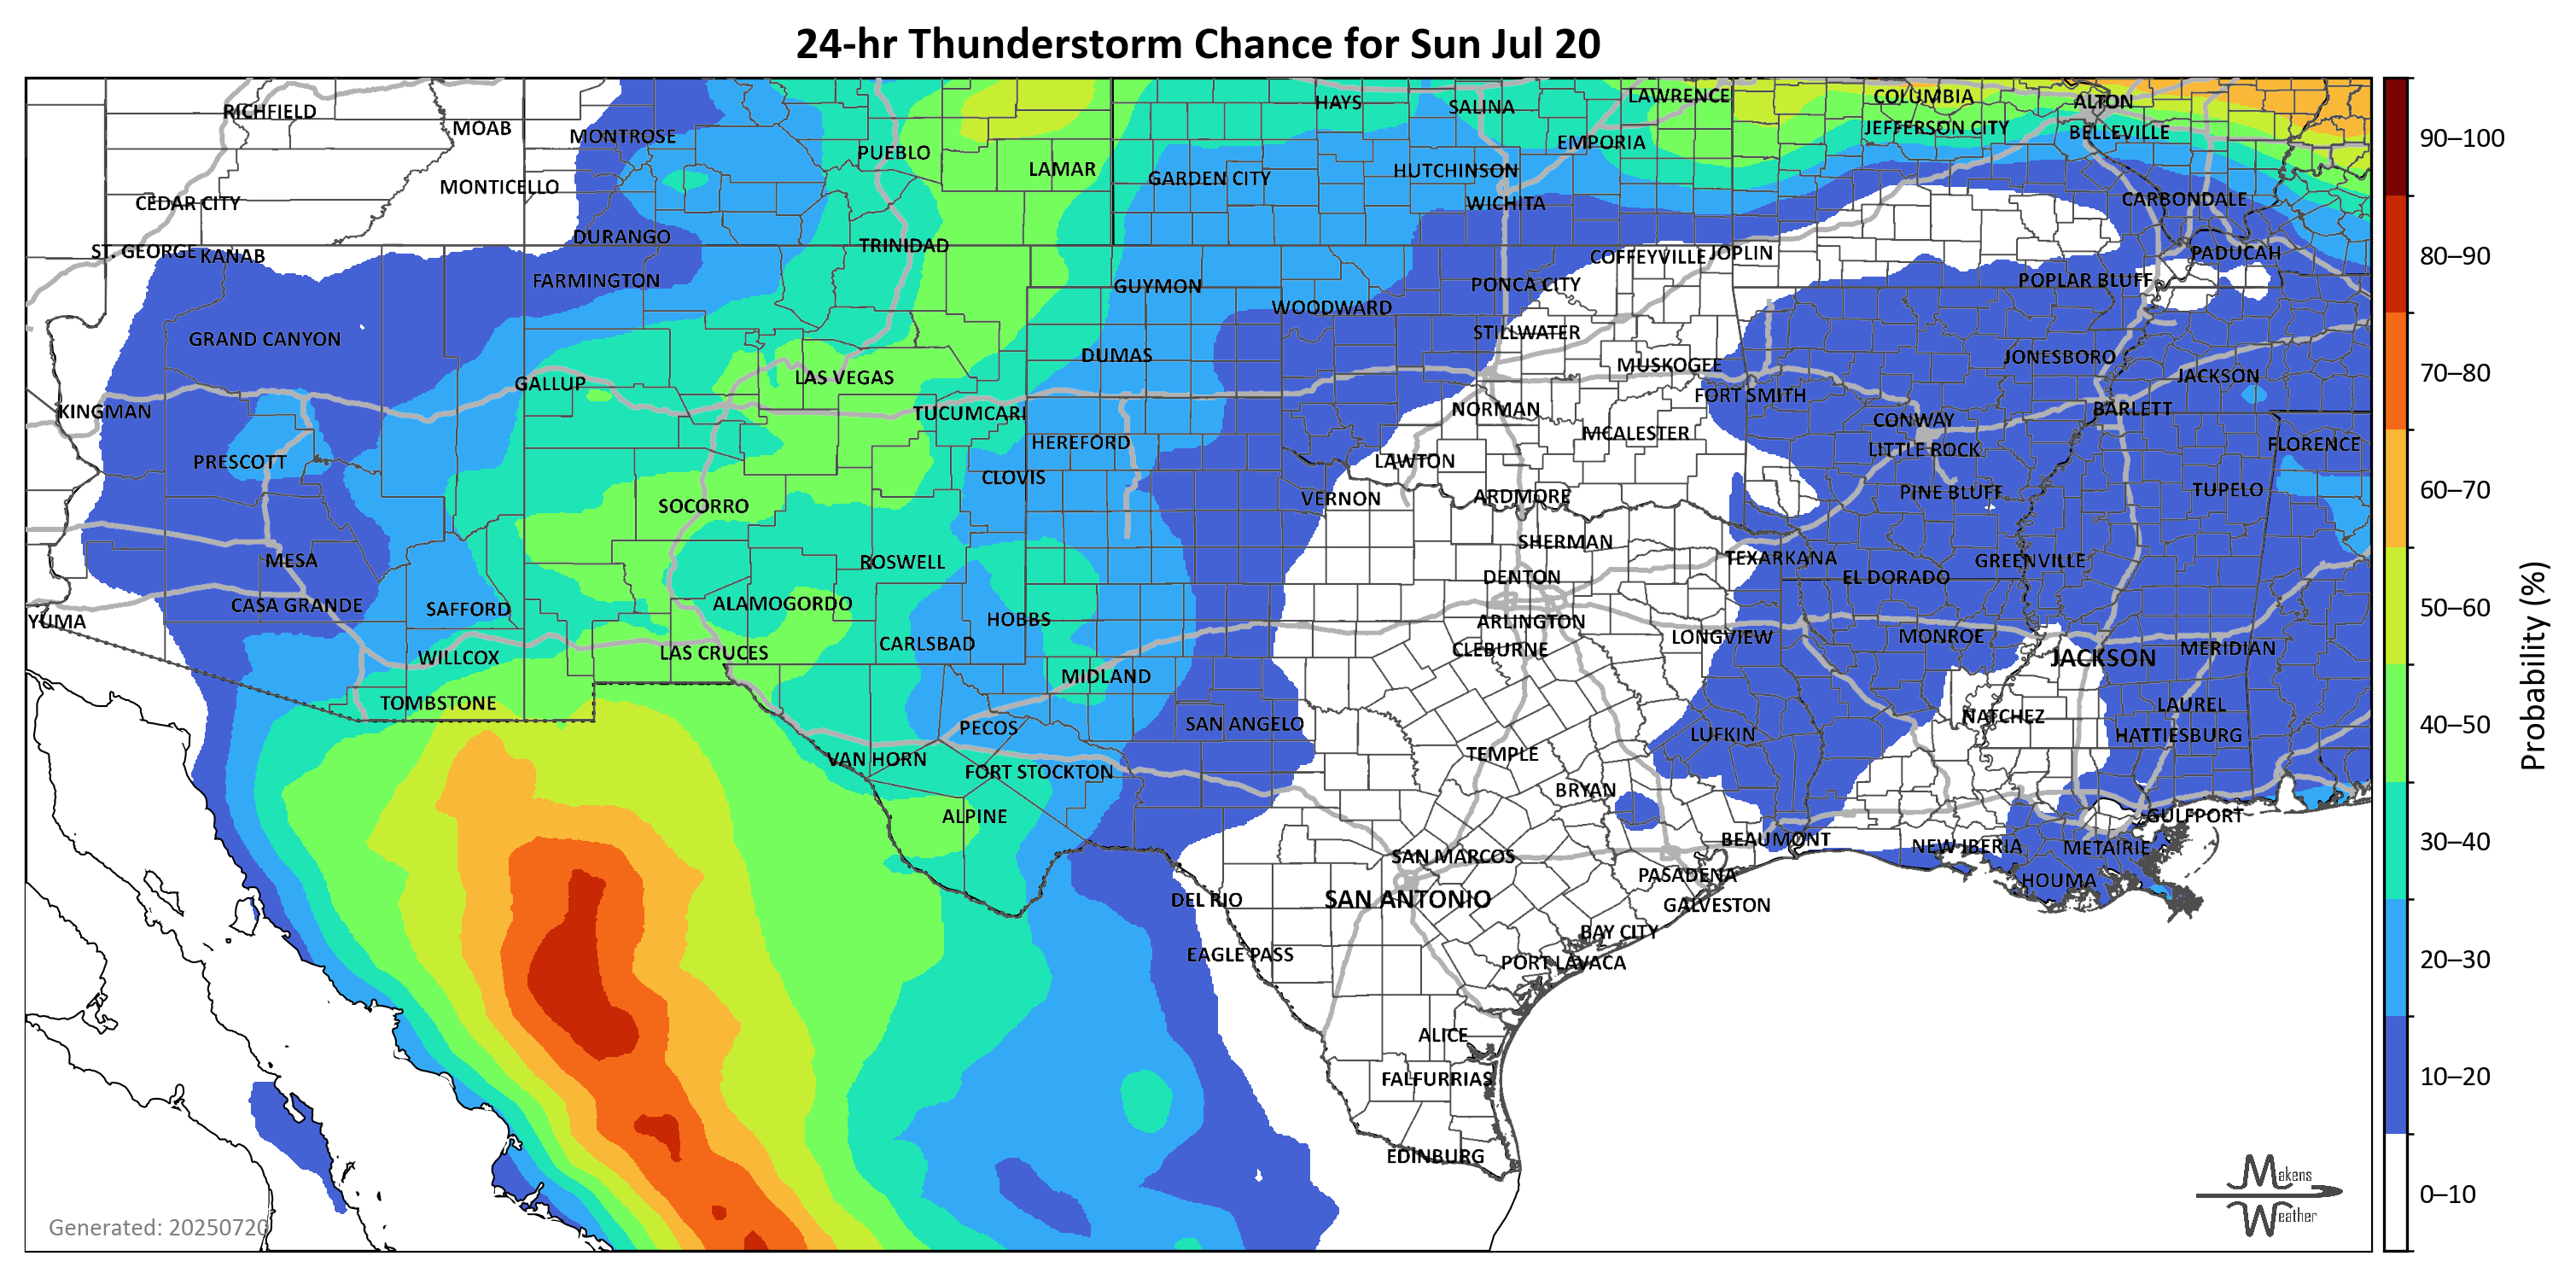 24-hr Thunderstorm Chance for Sun Jul 20
RICHFIELD
MOAB
MONTROSE
PUEBLO
LAMAR
HAYS
SALINA
LAWRENCE
COLUMBIA
ALTON
EMPORIA
JEFFERSON CITY
BELLEVILLE
90–100
CEDAR CITY
MONTICELLO
GARDEN CITY
HUTCHINSON
WICHITA
CARBONDALE
ST. GEORGE
KANAB
DURANGO
TRINIDAD
COFFEYVILLE
JOPLIN
PADUCAH
80–90
FARMINGTON
GUYMON
WOODWARD
PONCA CITY
POPLAR BLUFF
GRAND CANYON
DUMAS
STILLWATER
MUSKOGEE
JONESBORO
JACKSON
70–80
KINGMAN
GALLUP
LAS VEGAS
TUCUMCARI
NORMAN
FORT SMITH
CONWAY
BARLETT
PRESCOTT
HEREFORD
CLOVIS
LAWTON
MCALESTER
LITTLE ROCK
FLORENCE
SOCORRO
VERNON
ARDMORE
PINE BLUFF
TUPELO
60–70
MESA
ROSWELL
SHERMAN
TEXARKANA
GREENVILLE
CASA GRANDE
SAFFORD
ALAMOGORDO
HOBBS
DENTON
EL DORADO
50–60
YUMA
WILLCOX
LAS CRUCES
CARLSBAD
ARLINGTON
CLEBURNE
LONGVIEW
MONROE
JACKSON
MERIDIAN
Probability (%)
TOMBSTONE
MIDLAND
PECOS
SAN ANGELO
LUFKIN
NATCHEZ
LAUREL
HATTIESBURG
40–50
VAN HORN
FORT STOCKTON
TEMPLE
BRYAN
ALPINE
GULFPORT
30–40
SAN MARCOS
BEAUMONT
NEW IBERIA
METAIRIE
DEL RIO
SAN ANTONIO
PASADENA
GALVESTON
HOUMA
EAGLE PASS
BAY CITY
PORT LAVACA
20–30
ALICE
FALFURRIAS
10–20
EDINBURG
Makens
Weather
0–10
Generated: 20250720